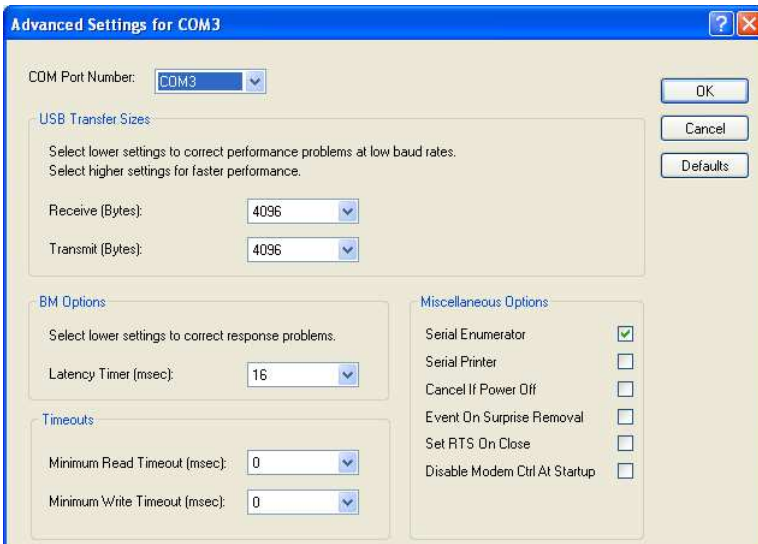 Advanced Settings for COM3
COM Port Number: COM3
OK
Cancel
Defaults
USB Transfer Sizes
Select lower settings to correct performance problems at low baud rates.
Select higher settings for faster performance.
Receive (Bytes): 4096
Transmit (Bytes): 4096
BM Options
Select lower settings to correct response problems.
Latency Timer (msec): 16
Timeouts
Minimum Read Timeout (msec): 0
Minimum Write Timeout (msec): 0
Miscellaneous Options
Serial Enumerator
Serial Printer
Cancel If Power Off
Event On Surprise Removal
Set RTS On Close
Disable Modem Ctrl At Startup